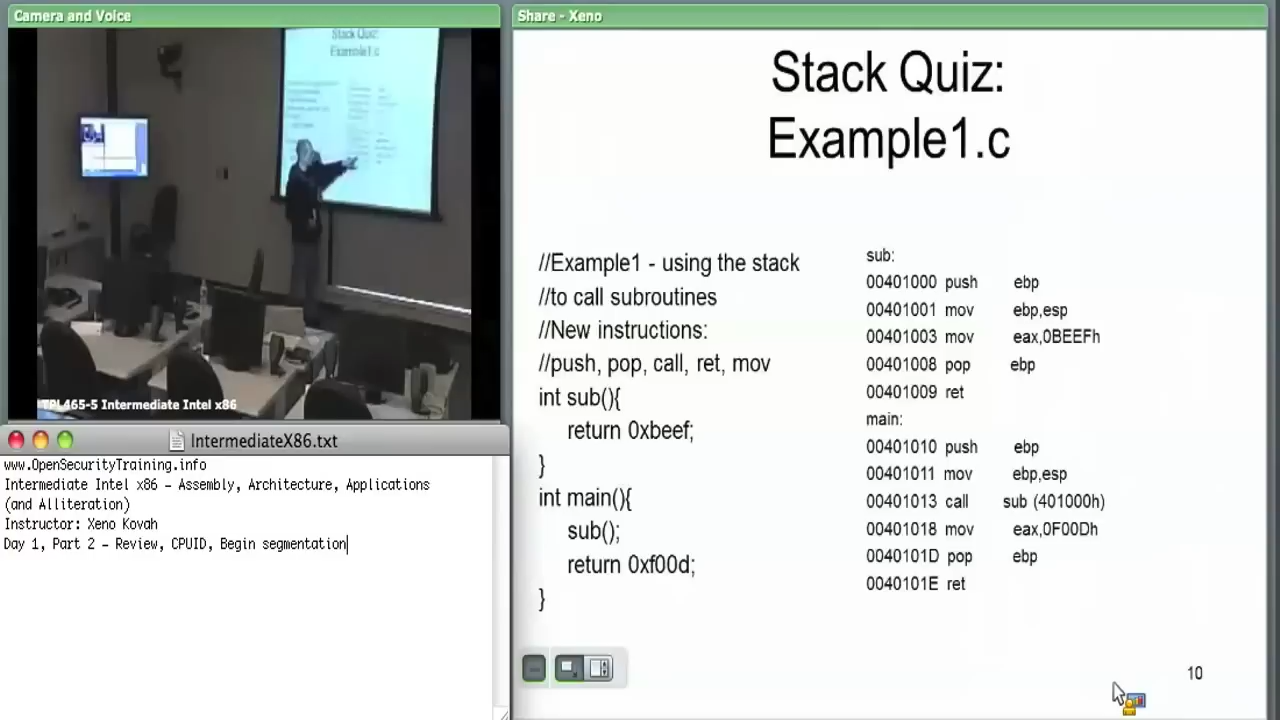 Camera and Voice
Stack Quiz:
Example1.c
TPL465-5 Intermediate Intel x86
IntermediateX86.txt
www.OpenSecurityTraining.info
Intermediate Intel x86 – Assembly, Architecture, Applications
(and Alliteration)
Instructor: Xeno Kovah
Day 1, Part 2 – Review, CPUID, Begin segmentation
Share - Xeno
Stack Quiz:
Example1.c
//Example1 - using the stack
//to call subroutines
//New instructions:
//push, pop, call, ret, mov
int sub(){
return 0xbeef;
}
int main(){
sub();
return 0xf00d;
}
sub:
00401000 push ebp
00401001 mov ebp,esp
00401003 mov eax,0BEEFh
00401008 pop ebp
00401009 ret
main:
00401010 push ebp
00401011 mov ebp,esp
00401013 call sub (401000h)
00401018 mov eax,0F00Dh
0040101D pop ebp
0040101E ret
10